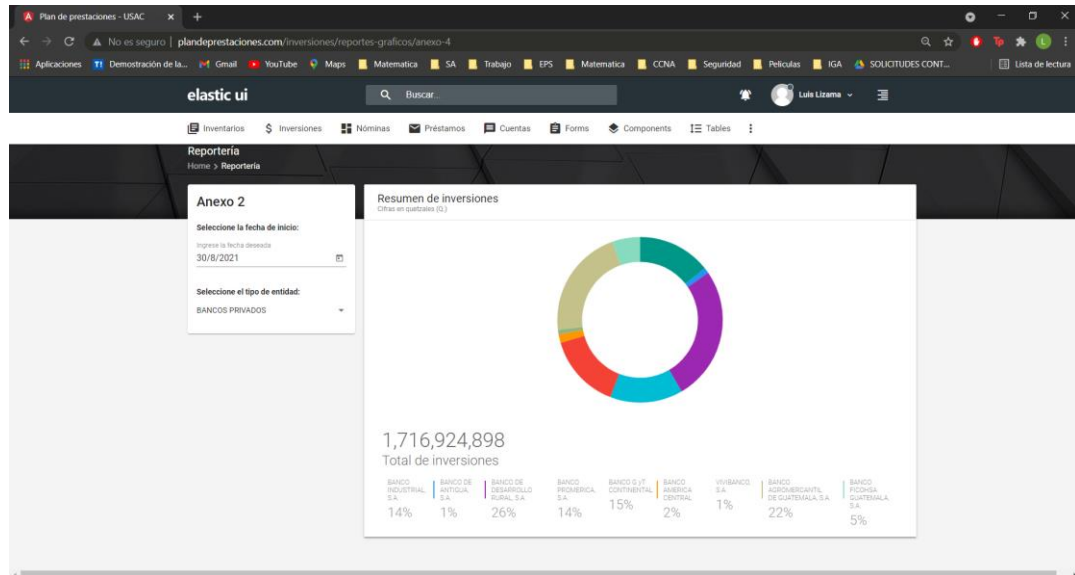 Plan de prestaciones - USAC
No es seguro | plandeprestaciones.com/inversiones/reportes-graficos/anexo-4
Aplicaciones Demostración de la... Gmail YouTube Maps Matematica SA Trabajo EPS Matematica CCNA Seguridad Peliculas IGA SOLICITUDES CONT... Lista de lectura
elastic ui Buscar... Luis Lizama
Inventarios Inversiones Nóminas Préstamos Cuentas Forms Components Tables
Reportería
Home > Reportería
Anexo 2
Seleccione la fecha de inicio:
Ingrese la fecha deseada
30/8/2021
Seleccione el tipo de entidad:
BANCOS PRIVADOS
Resumen de inversiones
Cifras en quetzales (Q.)
1,716,924,898
Total de inversiones
BANCO INDUSTRIAL, S.A.
14%
BANCO DE ANTIGUA, S.A.
1%
BANCO DE DESARROLLO RURAL, S.A.
26%
BANCO PROMERICA, S.A.
14%
BANCO G yT CONTINENTAL
15%
BANCO AMERICA CENTRAL
2%
VIVIBANCO, S.A.
1%
BANCO AGROMERCANTIL DE GUATEMALA, S.A.
22%
BANCO FICOHSA GUATEMALA, S.A.
5%